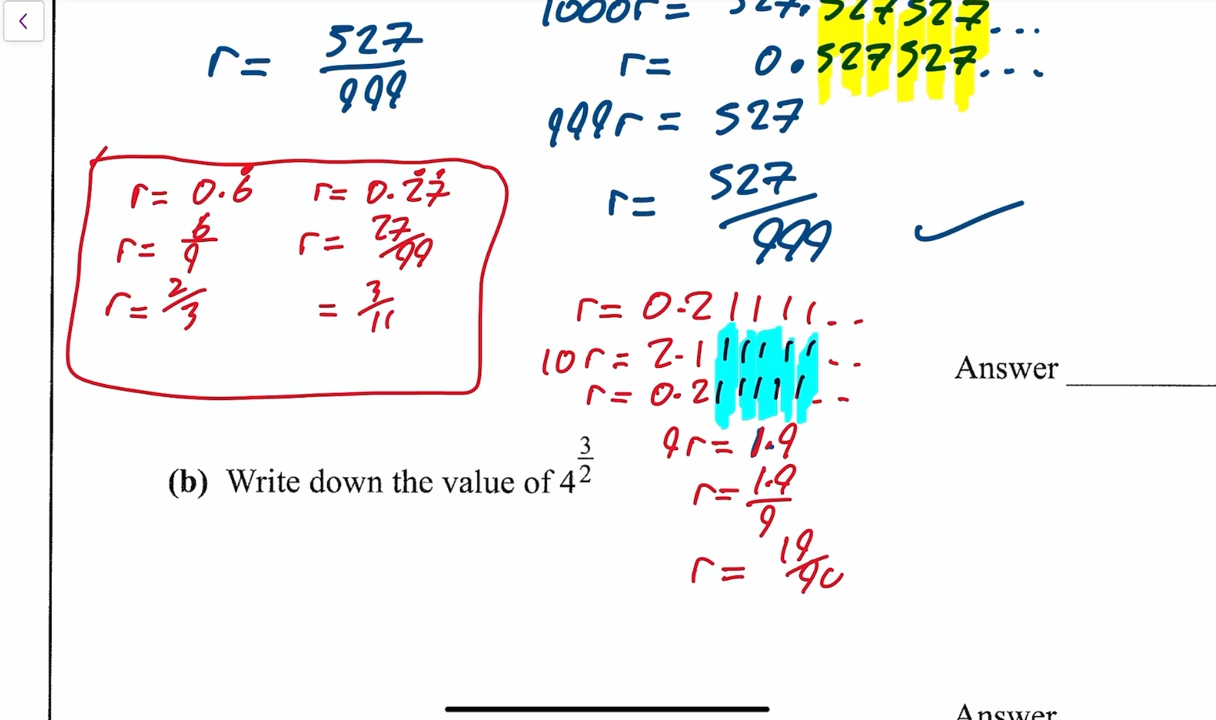 1000r = 527.527527...
r = 527/999
r = 0.527527...
999r = 527
r = 527/999
r = 0.6̇ r = 0.2̇7̇
r = 6/9 r = 27/99
r = 2/3 = 3/11
r = 0.21111...
10r = 2.1111111...
r = 0.211111...
Answer
9r = 1.9
(b) Write down the value of 4^(3/2)
r = 1.9/9
r = 19/90
Answer